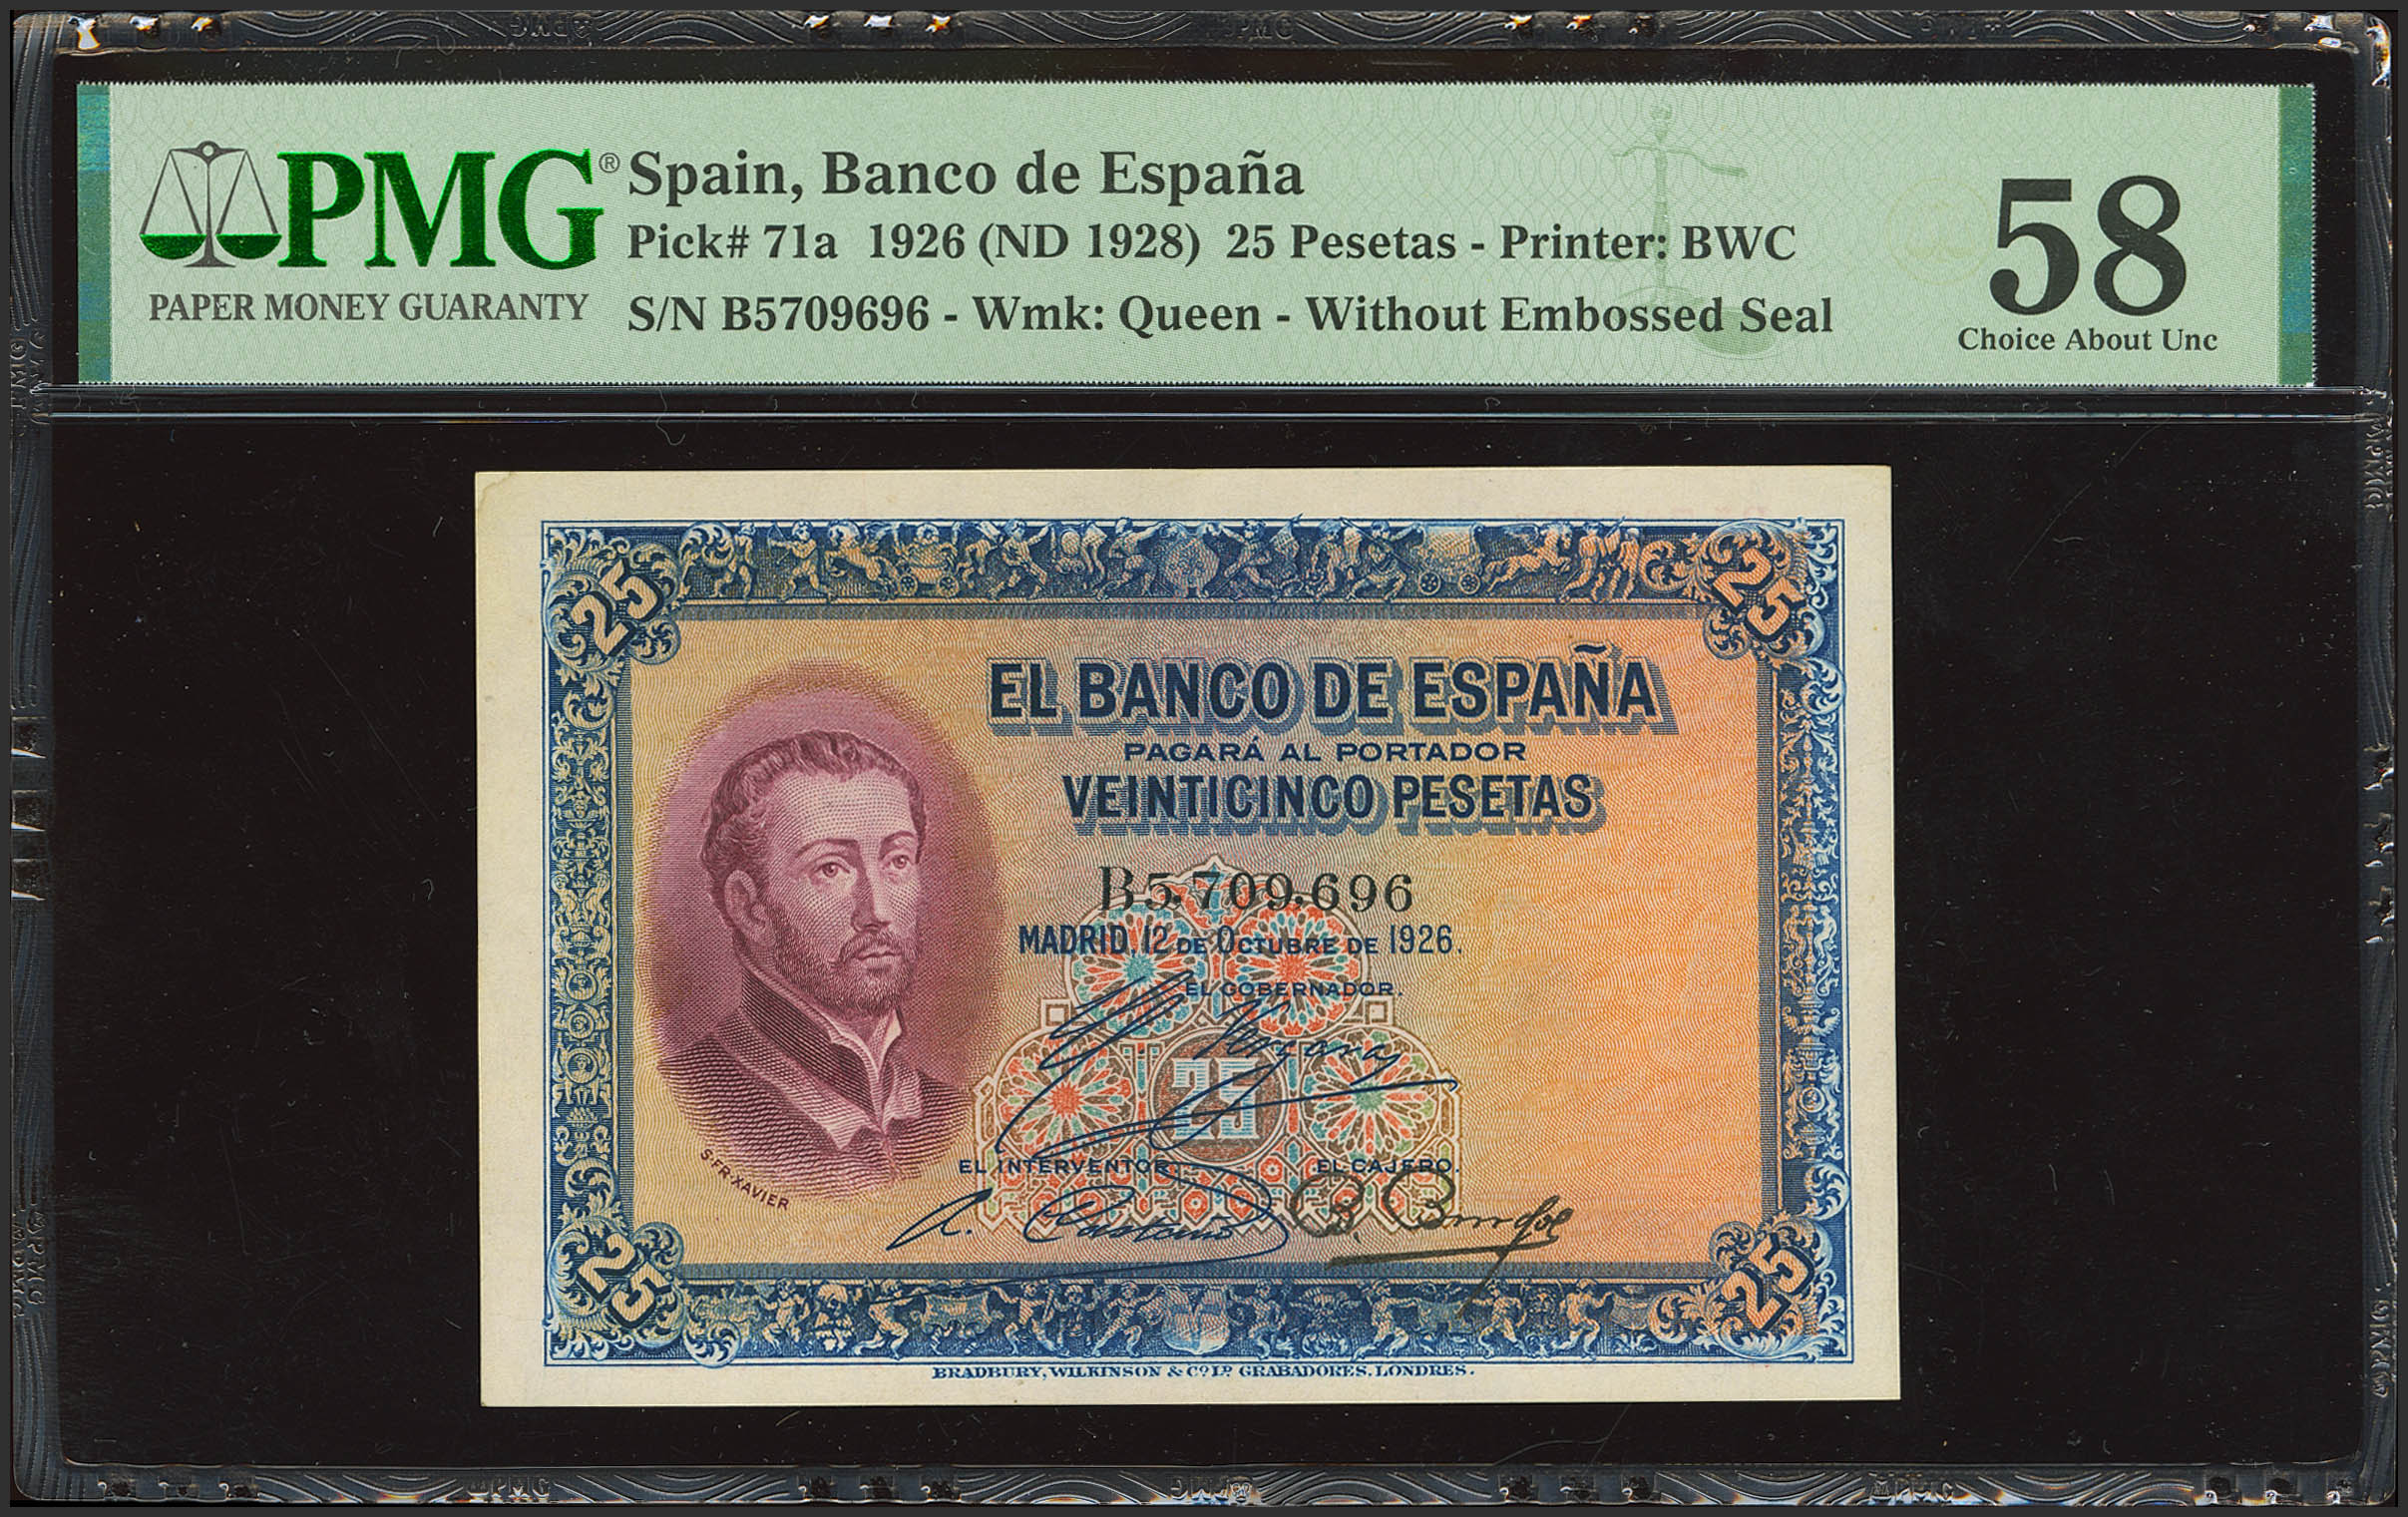 PMG®
PAPER MONEY GUARANTY
Spain, Banco de España
Pick# 71a 1926 (ND 1928) 25 Pesetas - Printer: BWC
S/N B5709696 - Wmk: Queen - Without Embossed Seal
58
Choice About Unc
25
25
EL BANCO DE ESPAÑA
PAGARÁ AL PORTADOR
VEINTICINCO PESETAS
B5.709.696
MADRID, 12 DE OCTUBRE DE 1926.
EL GOBERNADOR.
25
EL INTERVENTOR.
EL CAJERO.
SN FR. XAVIER
25
25
BRADBURY, WILKINSON & Cº Lᴰ. GRABADORES. LONDRES.